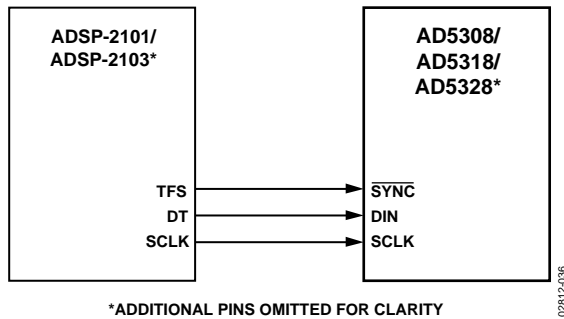 ADSP-2101/
ADSP-2103*
AD5308/
AD5318/
AD5328*
TFS
SYNC
DT
DIN
SCLK
SCLK
*ADDITIONAL PINS OMITTED FOR CLARITY
02812-036